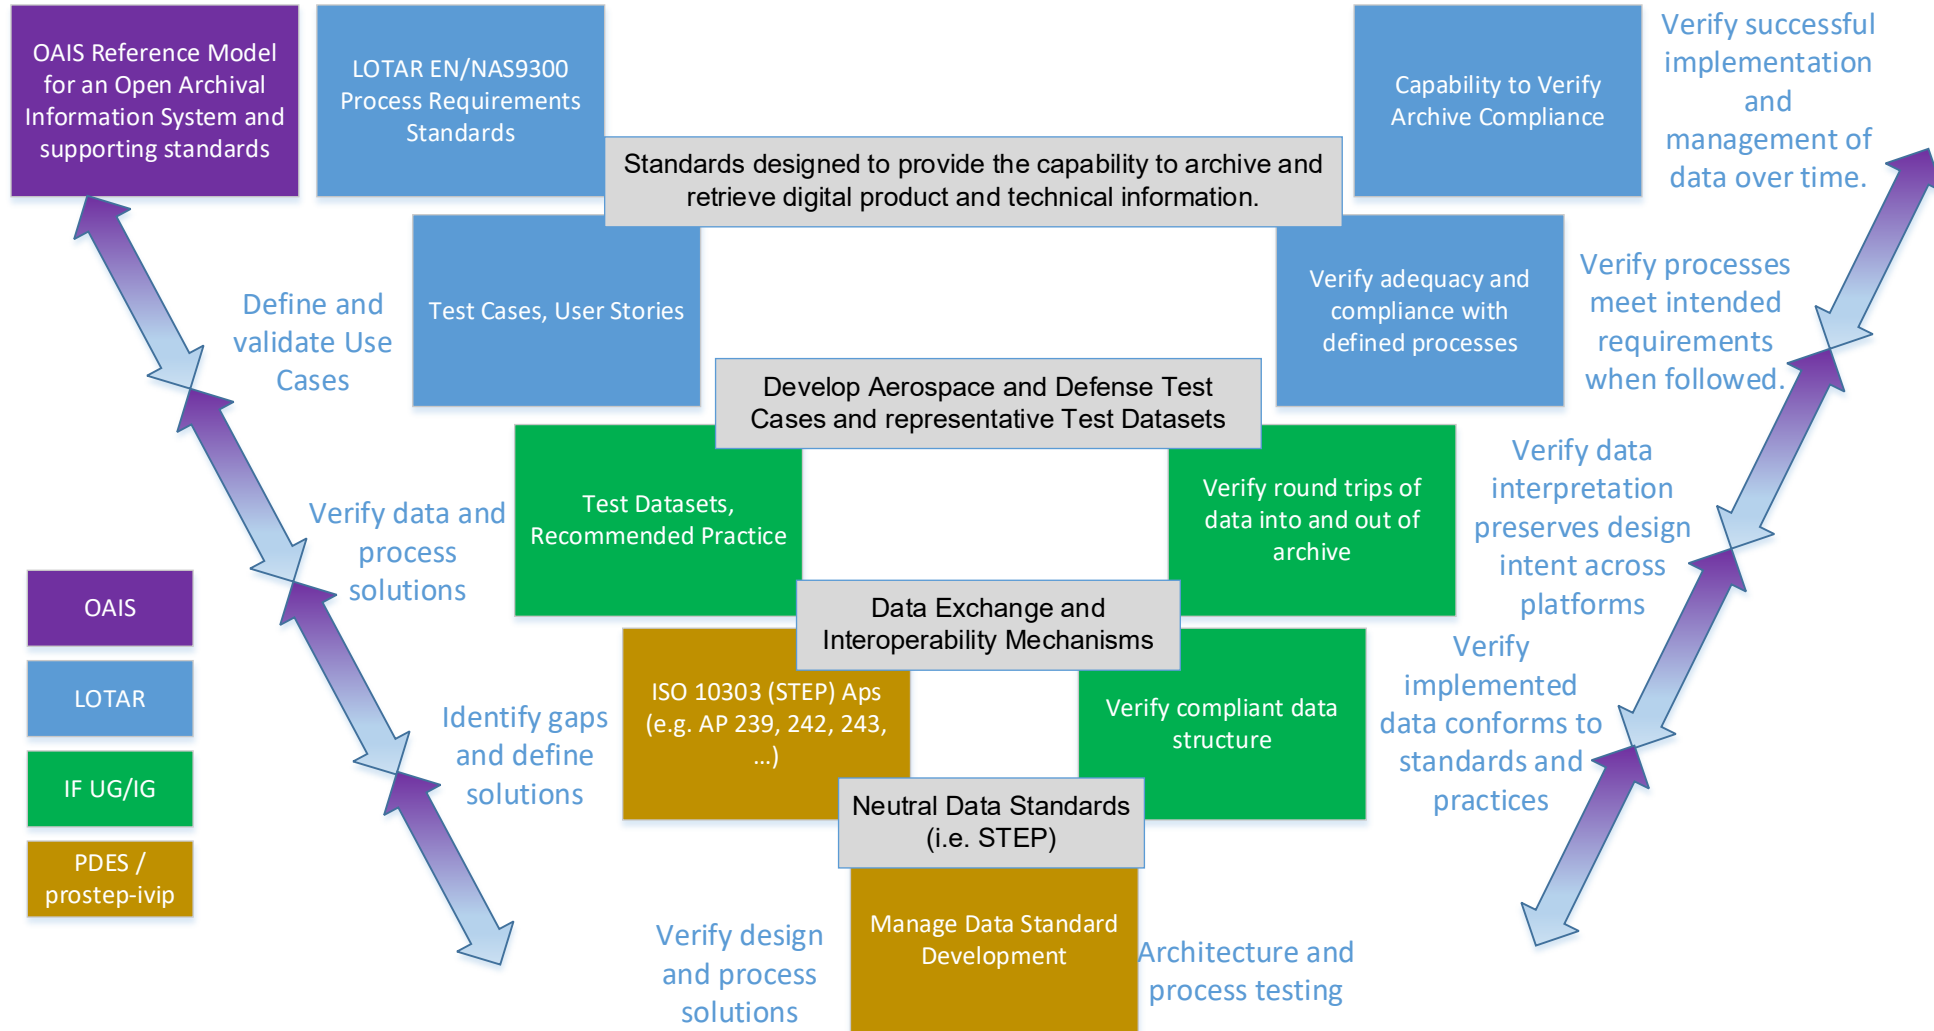 OAIS Reference Model
for an Open Archival
Information System and
supporting standards
LOTAR EN/NAS9300
Process Requirements
Standards
Capability to Verify
Archive Compliance
Verify successful
implementation
and
management of
data over time.
Standards designed to provide the capability to archive and
retrieve digital product and technical information.
Define and
validate Use
Cases
Test Cases, User Stories
Verify adequacy and
compliance with
defined processes
Verify processes
meet intended
requirements
when followed.
Develop Aerospace and Defense Test
Cases and representative Test Datasets
Verify data and
process
solutions
Test Datasets,
Recommended Practice
Verify round trips of
data into and out of
archive
Verify data
interpretation
preserves design
intent across
platforms
Data Exchange and
Interoperability Mechanisms
Identify gaps
and define
solutions
ISO 10303 (STEP) Aps
(e.g. AP 239, 242, 243,
…)
Verify compliant data
structure
Verify
implemented
data conforms to
standards and
practices
Neutral Data Standards
(i.e. STEP)
Verify design
and process
solutions
Manage Data Standard
Development
Architecture and
process testing
OAIS
LOTAR
IF UG/IG
PDES /
prostep-ivip